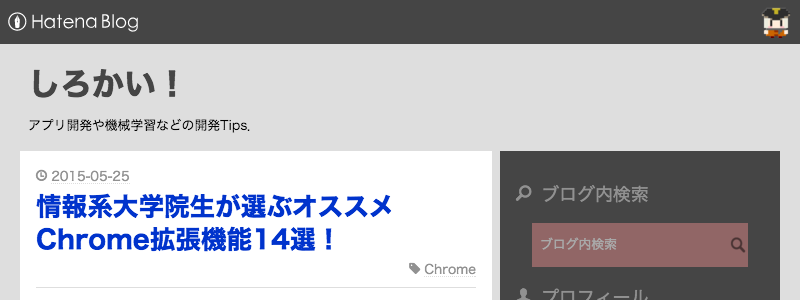 Hatena Blog
しろかい！
アプリ開発や機械学習などの開発Tips.
2015-05-25
情報系大学院生が選ぶオススメ
Chrome拡張機能14選！
Chrome
ブログ内検索
ブログ内検索
プロフィール